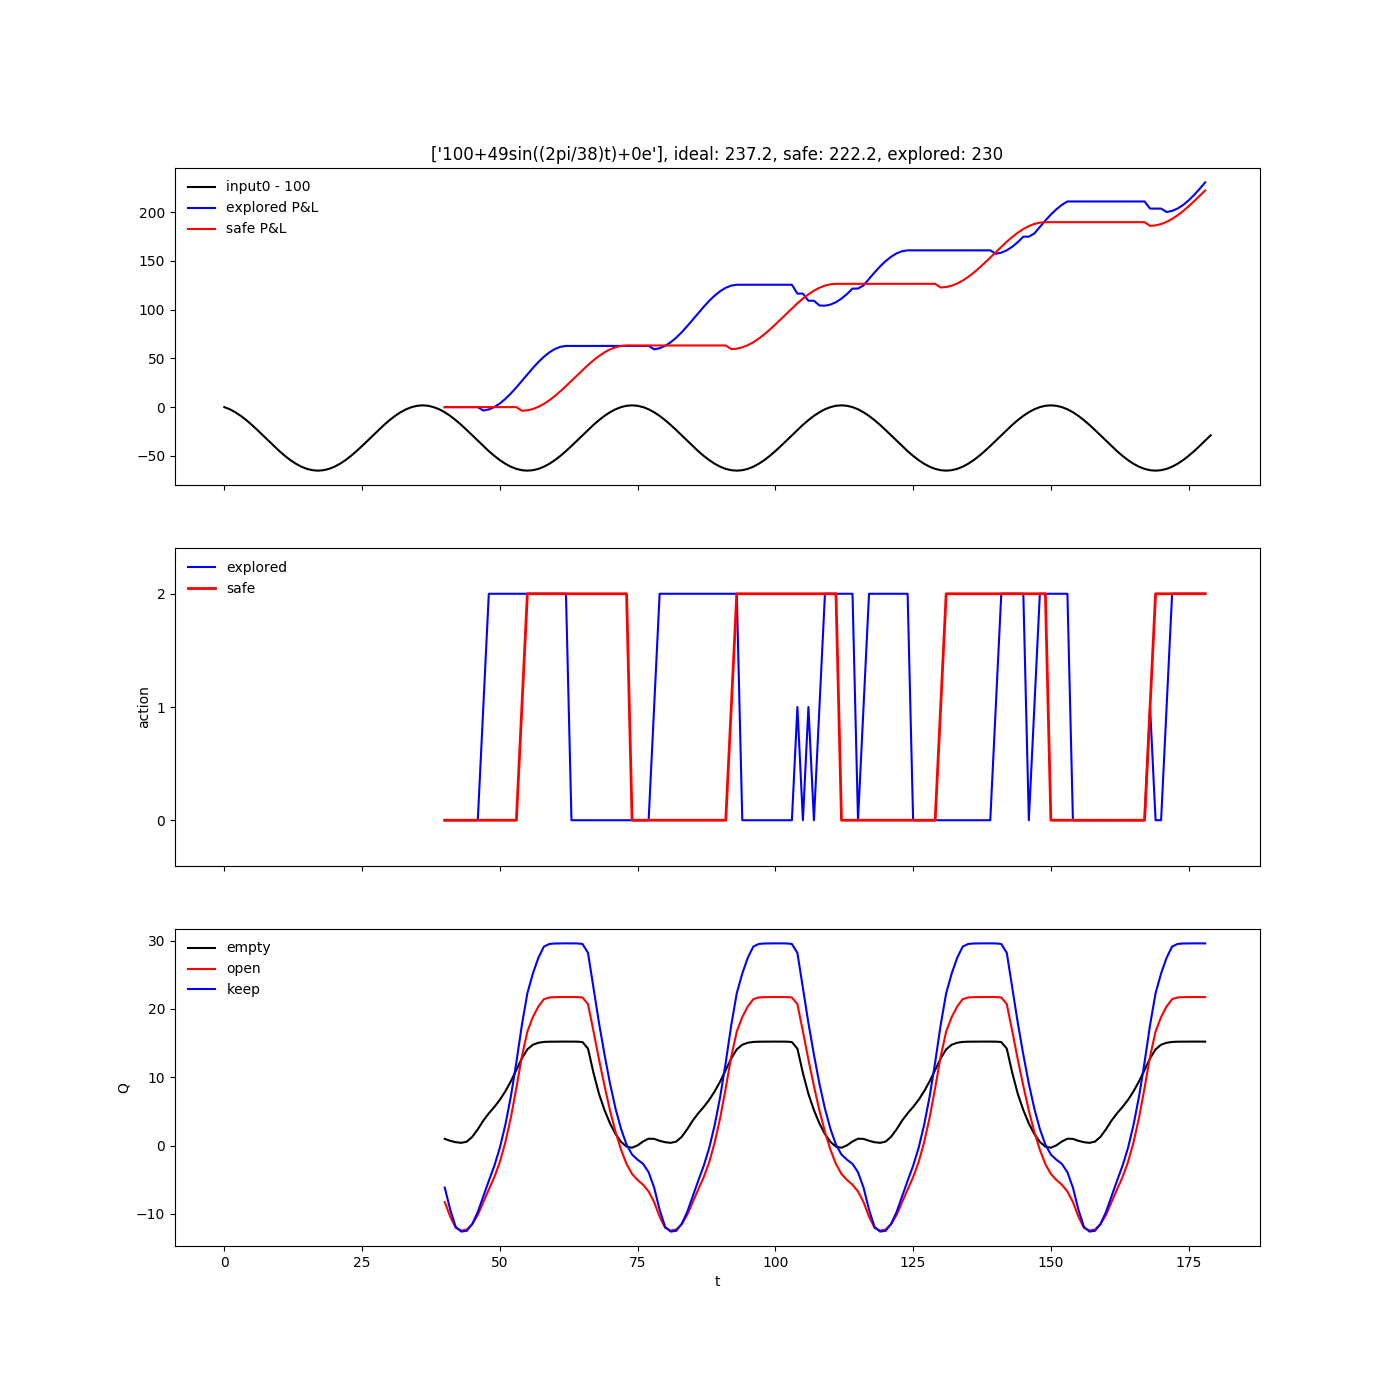 ['100+49sin((2pi/38)t)+0e'], ideal: 237.2, safe: 222.2, explored: 230
input0 - 100
explored P&L
safe P&L
200
150
100
50
0
−50
explored
safe
2
1
0
action
empty
open
keep
30
20
10
0
−10
Q
0 25 50 75 100 125 150 175
t